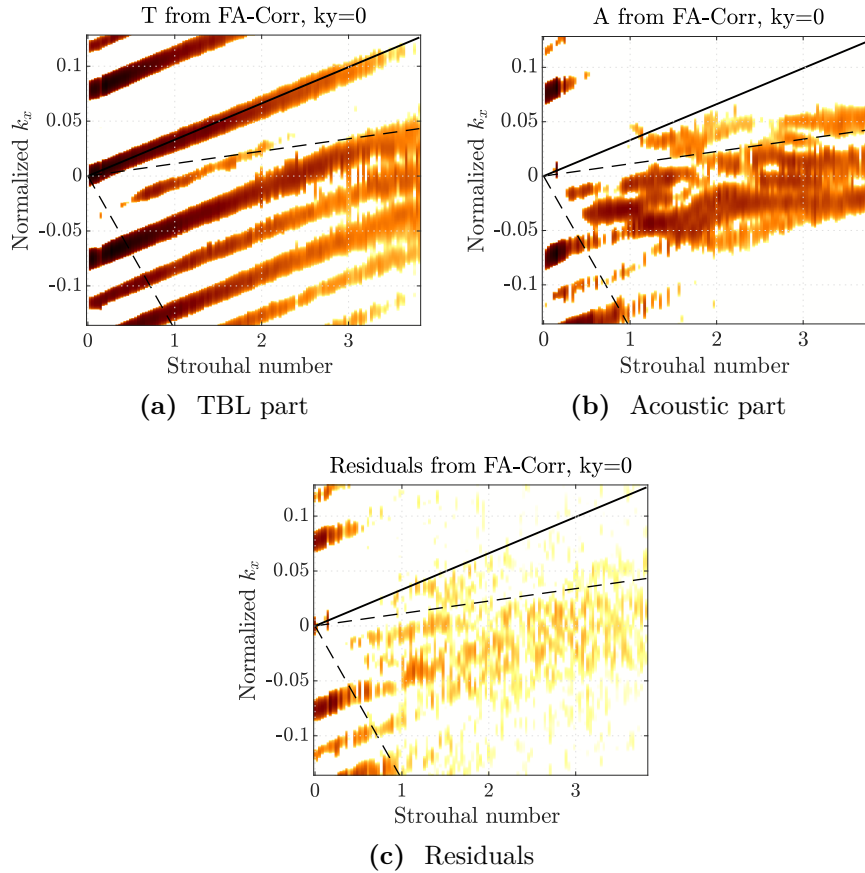 T from FA-Corr, ky=0
0.1
0.05
0
-0.05
-0.1
Normalized kₓ
0 1 2 3
Strouhal number
(a) TBL part
A from FA-Corr, ky=0
0.1
0.05
0
-0.05
-0.1
Normalized kₓ
0 1 2 3
Strouhal number
(b) Acoustic part
Residuals from FA-Corr, ky=0
0.1
0.05
0
-0.05
-0.1
Normalized kₓ
0 1 2 3
Strouhal number
(c) Residuals